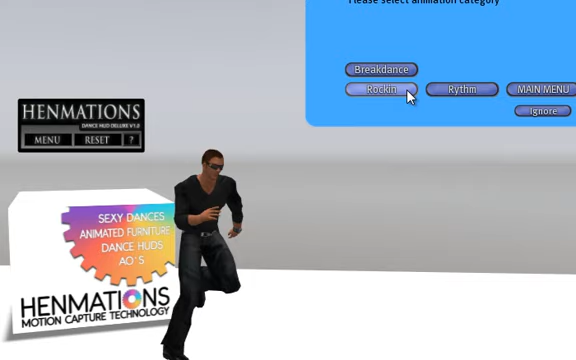 Please select animation category
Breakdance
Rockin
Rythm
MAIN MENU
Ignore
HENMATIONS
DANCE HUD DELUXE V1.0
MENU
RESET
?
SEXY DANCES
ANIMATED FURNITURE
DANCE HUDS
AO'S
HENMATIONS
MOTION CAPTURE TECHNOLOGY